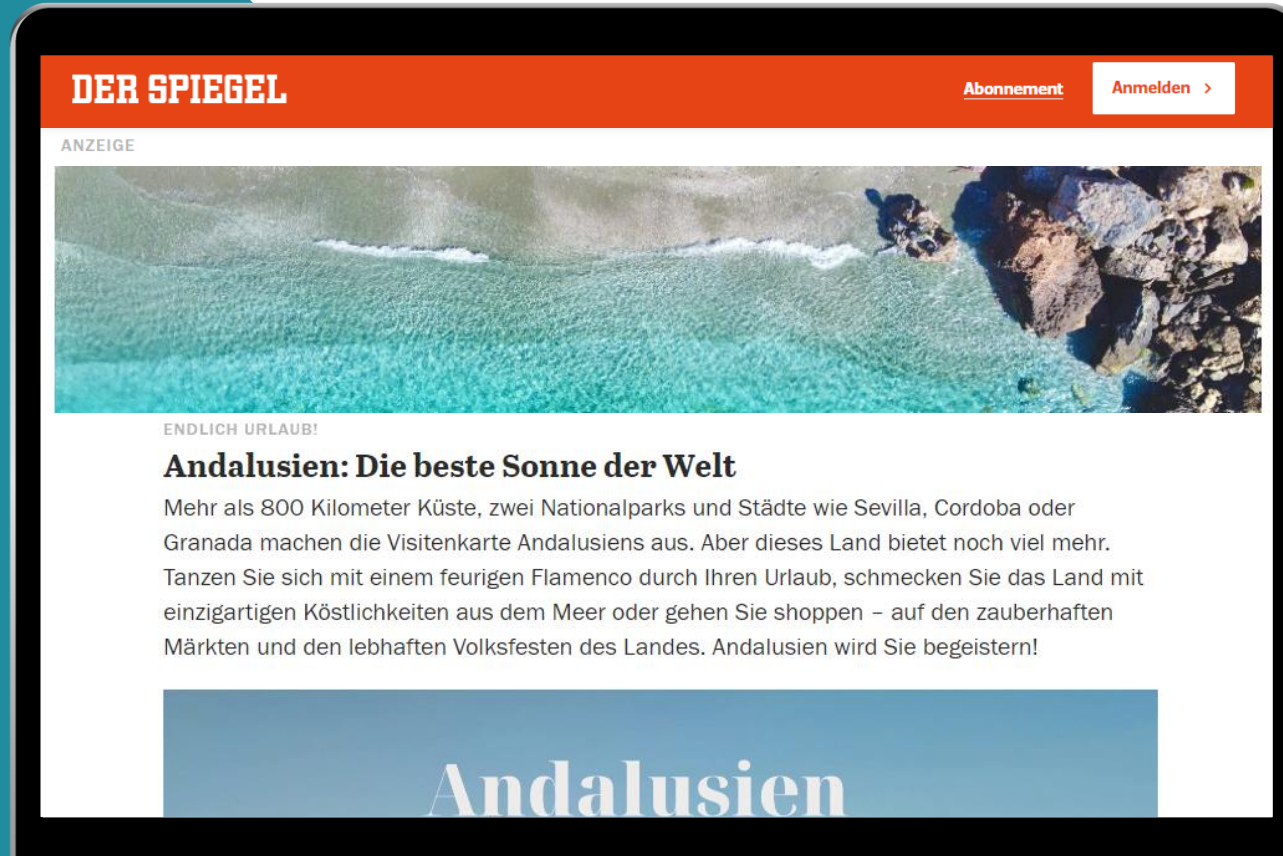 DER SPIEGEL
Abonnement
Anmelden >
ANZEIGE
ENDLICH URLAUB!
Andalusien: Die beste Sonne der Welt
Mehr als 800 Kilometer Küste, zwei Nationalparks und Städte wie Sevilla, Cordoba oder
Granada machen die Visitenkarte Andalusiens aus. Aber dieses Land bietet noch viel mehr.
Tanzen Sie sich mit einem feurigen Flamenco durch Ihren Urlaub, schmecken Sie das Land mit
einzigartigen Köstlichkeiten aus dem Meer oder gehen Sie shoppen – auf den zauberhaften
Märkten und den lebhaften Volksfesten des Landes. Andalusien wird Sie begeistern!
Andalusien